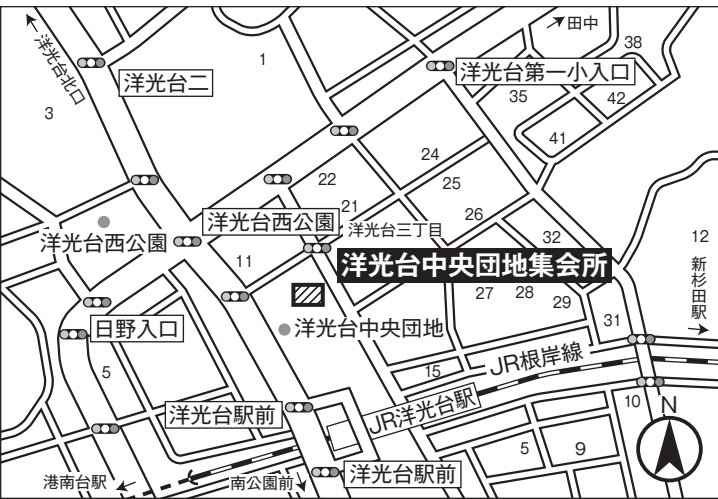 田中
38
洋光台北口
1
洋光台二
洋光台第一小入口
35
42
3
41
24
22
25
21
26
洋光台西公園
洋光台三丁目
洋光台西公園
32
12
11
洋光台中央団地集会所
新杉田駅
27
28
29
31
日野入口
洋光台中央団地
5
15
JR根岸線
JR洋光台駅
10
N
洋光台駅前
5
9
洋光台駅前
港南台駅
南公園前